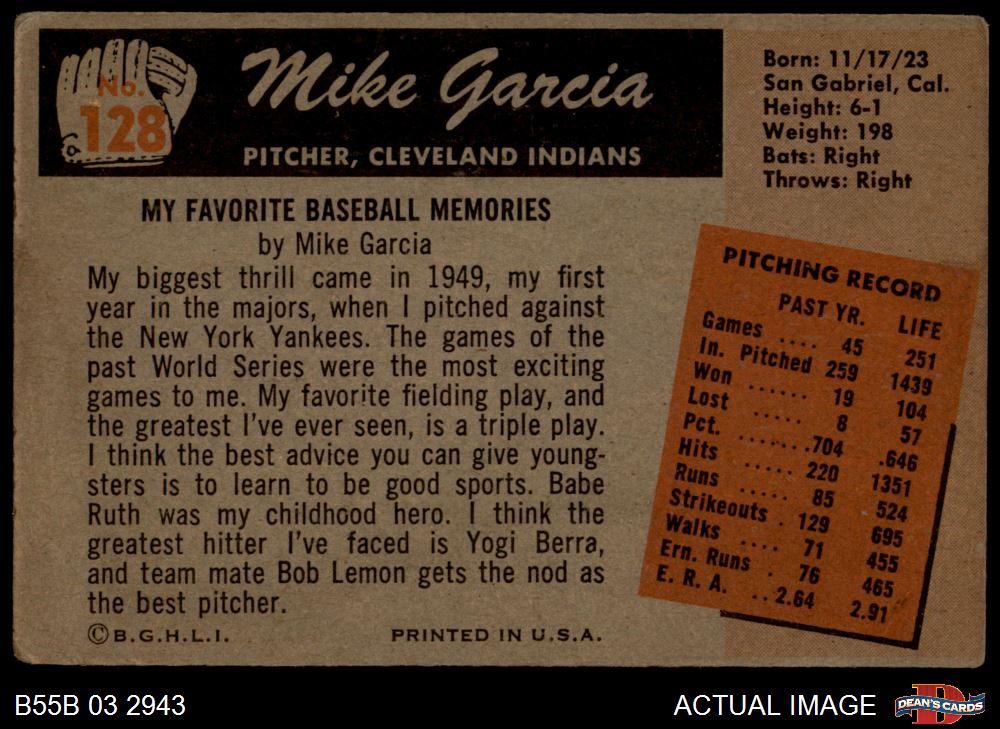 No.
128
Mike Garcia
PITCHER, CLEVELAND INDIANS
Born: 11/17/23
San Gabriel, Cal.
Height: 6-1
Weight: 198
Bats: Right
Throws: Right
MY FAVORITE BASEBALL MEMORIES
by Mike Garcia
My biggest thrill came in 1949, my first
year in the majors, when I pitched against
the New York Yankees. The games of the
past World Series were the most exciting
games to me. My favorite fielding play, and
the greatest I've ever seen, is a triple play.
I think the best advice you can give young-
sters is to learn to be good sports. Babe
Ruth was my childhood hero. I think the
greatest hitter I've faced is Yogi Berra,
and team mate Bob Lemon gets the nod as
the best pitcher.
©B.G.H.L.I. PRINTED IN U.S.A.
PITCHING RECORD
PAST YR. LIFE
Games .... 45 251
In. Pitched 259 1439
Won ...... 19 104
Lost ..... 8 57
Pct. .......704 .646
Hits ..... 220 1351
Runs ..... 85 524
Strikeouts . 129 695
Walks .... 71 455
Ern. Runs . 76 465
E. R. A. ..2.64 2.91
B55B 03 2943
ACTUAL IMAGE
D
DEAN'S CARDS